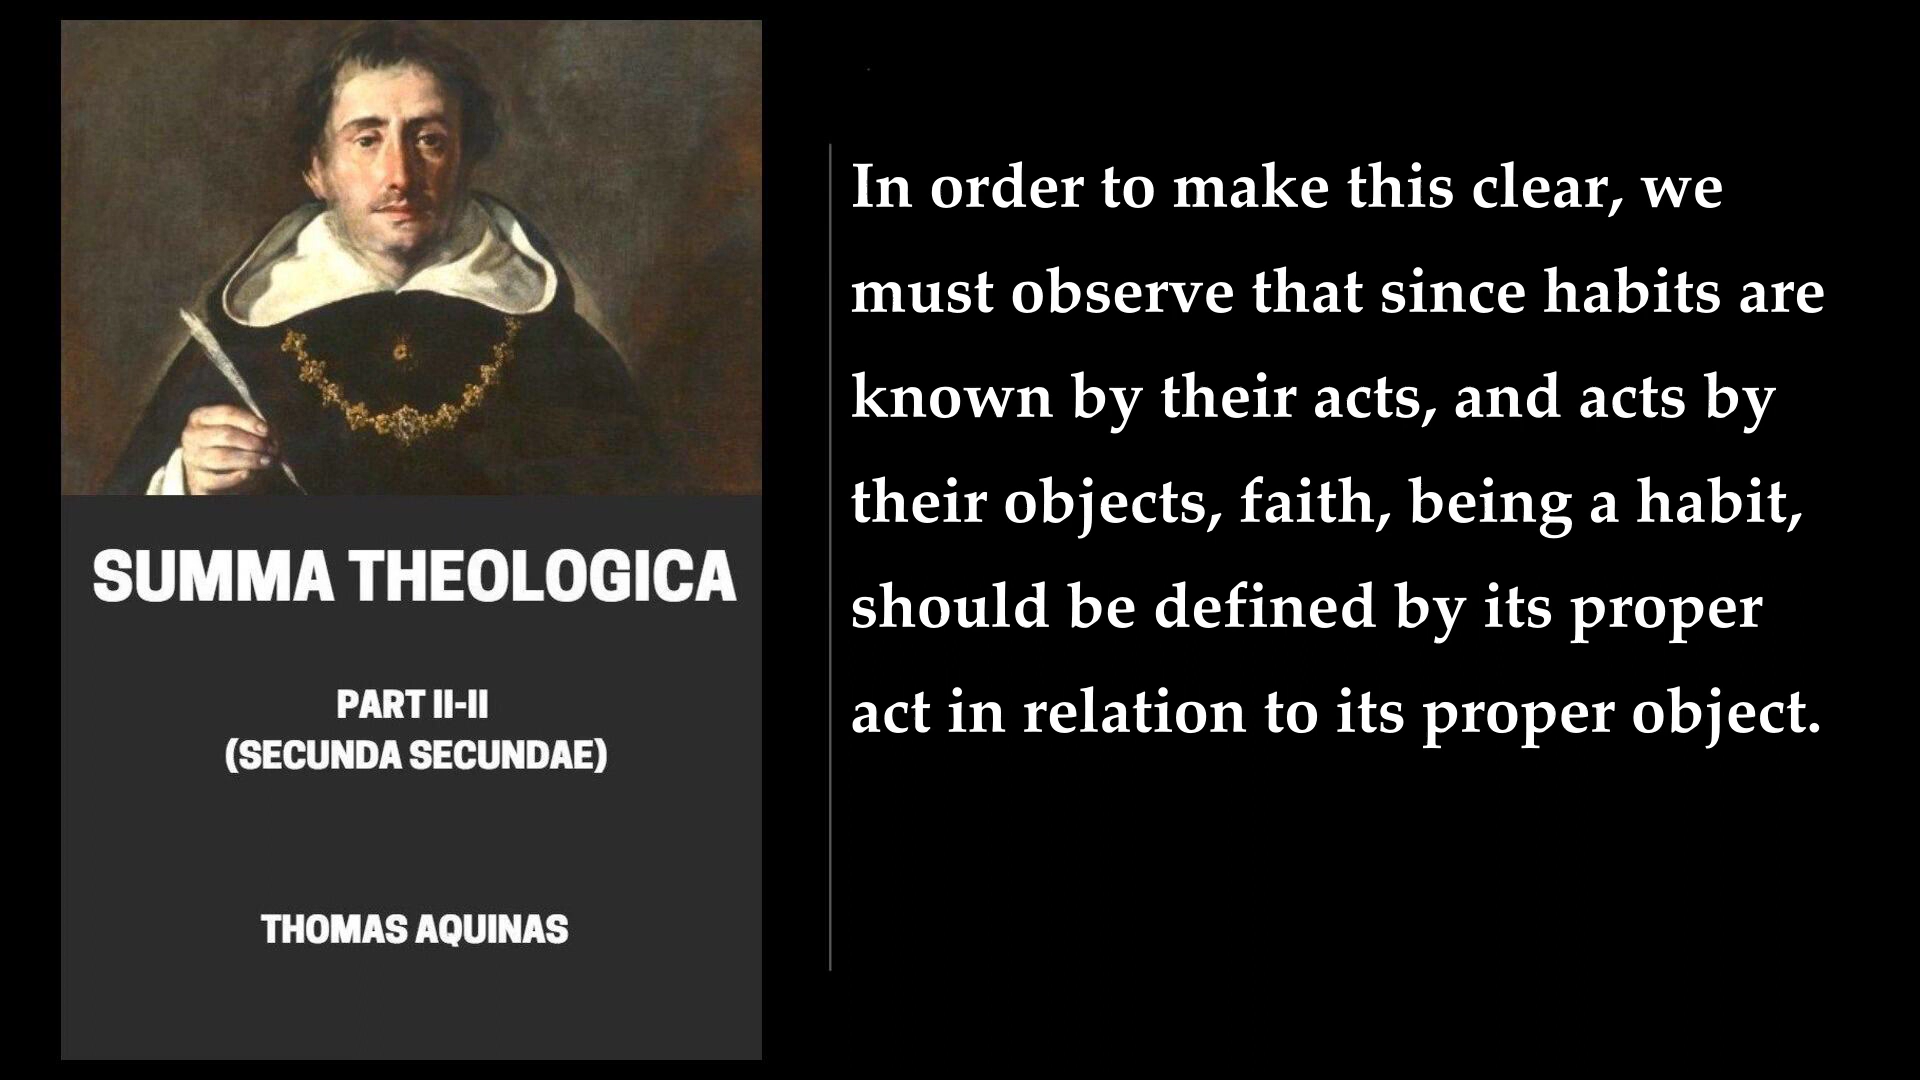 SUMMA THEOLOGICA
PART II-II
(SECUNDA SECUNDAE)
THOMAS AQUINAS
In order to make this clear, we
must observe that since habits are
known by their acts, and acts by
their objects, faith, being a habit,
should be defined by its proper
act in relation to its proper object.